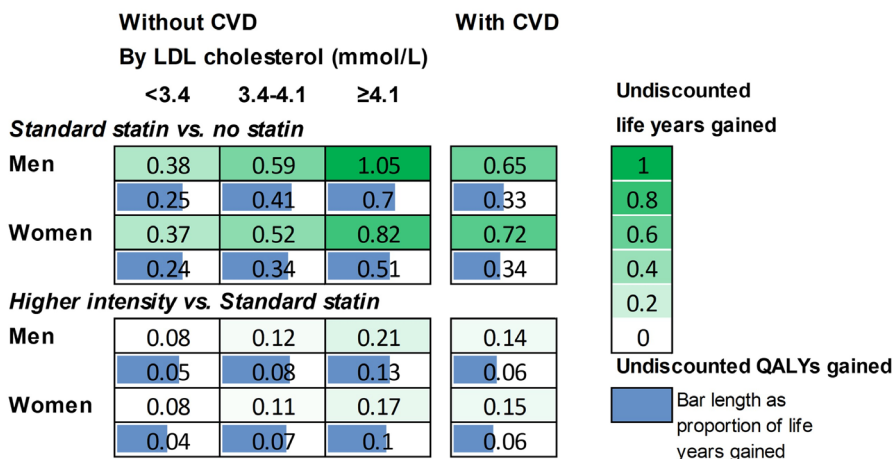 Without CVD With CVD
By LDL cholesterol (mmol/L)
<3.4 3.4-4.1 ≥4.1
Standard statin vs. no statin
Men 0.38 0.59 1.05 0.65
0.25 0.41 0.7 0.33
Women 0.37 0.52 0.82 0.72
0.24 0.34 0.51 0.34
Higher intensity vs. Standard statin
Men 0.08 0.12 0.21 0.14
0.05 0.08 0.13 0.06
Women 0.08 0.11 0.17 0.15
0.04 0.07 0.1 0.06
Undiscounted
life years gained
1
0.8
0.6
0.4
0.2
0
Undiscounted QALYs gained
Bar length as
proportion of life
years gained